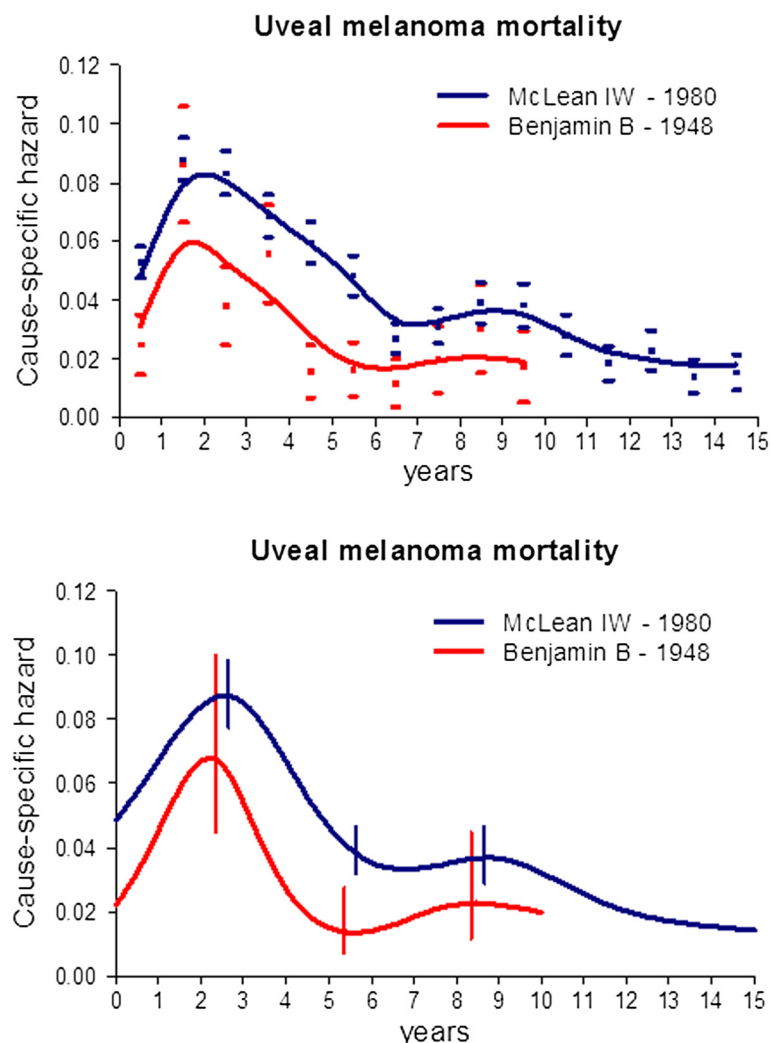 Uveal melanoma mortality
0.12
0.10
0.08
0.06
0.04
0.02
0.00
Cause-specific hazard
McLean IW - 1980
Benjamin B - 1948
0 1 2 3 4 5 6 7 8 9 10 11 12 13 14 15
years
Uveal melanoma mortality
0.12
0.10
0.08
0.06
0.04
0.02
0.00
Cause-specific hazard
McLean IW - 1980
Benjamin B - 1948
0 1 2 3 4 5 6 7 8 9 10 11 12 13 14 15
years